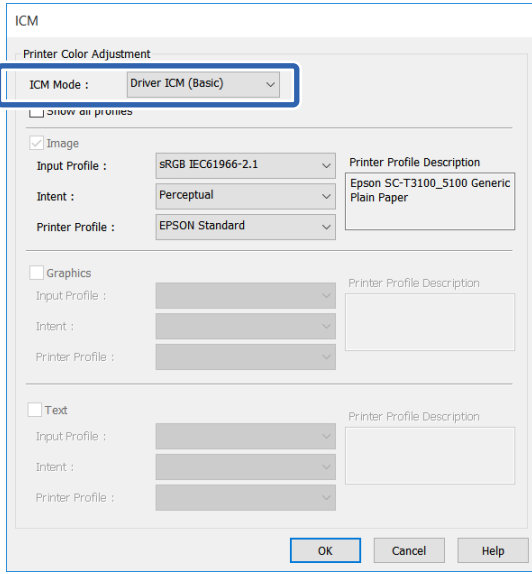 ICM
Printer Color Adjustment
ICM Mode : Driver ICM (Basic)
Show all profiles
Image
Input Profile : sRGB IEC61966-2.1 Printer Profile Description
Intent : Perceptual Epson SC-T3100_5100 Generic
Plain Paper
Printer Profile : EPSON Standard
Graphics
Input Profile : Printer Profile Description
Intent :
Printer Profile :
Text
Input Profile : Printer Profile Description
Intent :
Printer Profile :
OK Cancel Help